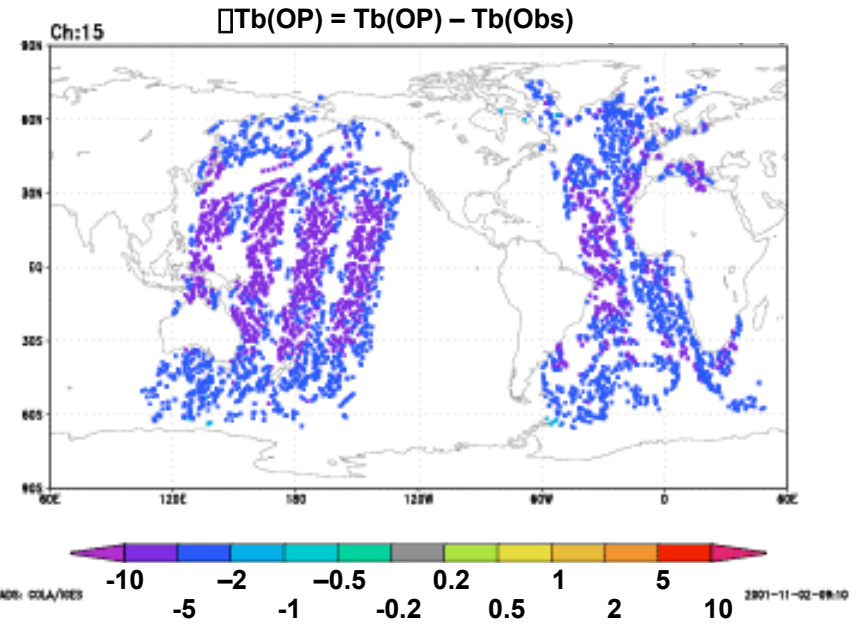 ▯Tb(OP) = Tb(OP) – Tb(Obs)
Ch:15
90N
60N
30N
EQ
30S
60S
90S
60E 120E 180 120W 60W 0 60E
-10 –2 –0.5 0.2 1 5
-5 -1 -0.2 0.5 2 10
ADS: COLA/IGES 2001-11-02-09:10